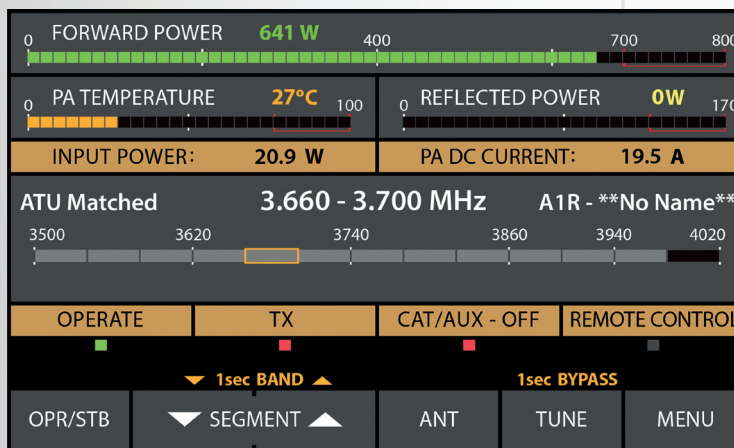 FORWARD POWER 641 W
0 400 700 800
PA TEMPERATURE 27°C
0 100
REFLECTED POWER 0W
0 170
INPUT POWER: 20.9 W
PA DC CURRENT: 19.5 A
ATU Matched 3.660 - 3.700 MHz A1R - **No Name**
3500 3620 3740 3860 3940 4020
OPERATE TX CAT/AUX - OFF REMOTE CONTROL
1sec BAND 1sec BYPASS
OPR/STB SEGMENT ANT TUNE MENU